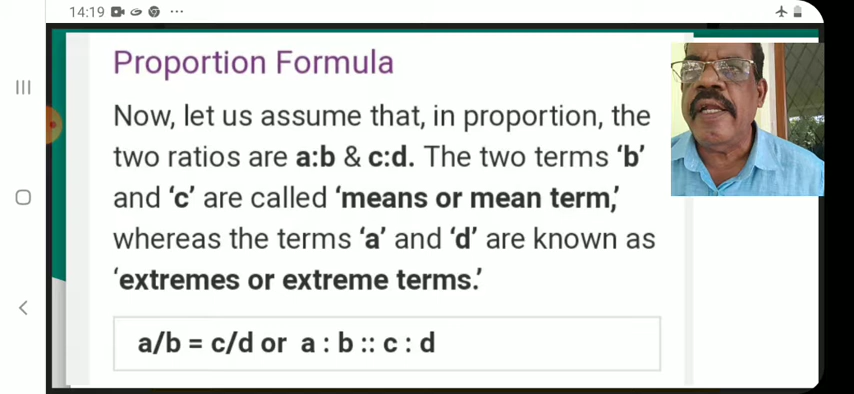 14:19
Proportion Formula
Now, let us assume that, in proportion, the
two ratios are a:b & c:d. The two terms ‘b’
and ‘c’ are called ‘means or mean term,’
whereas the terms ‘a’ and ‘d’ are known as
‘extremes or extreme terms.’
a/b = c/d or a : b :: c : d